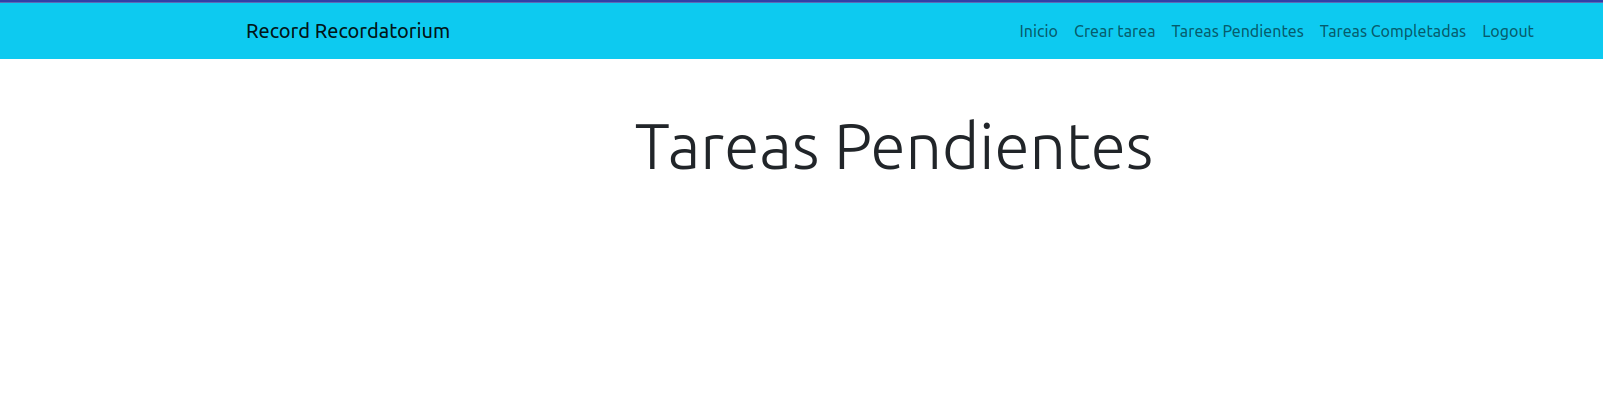 Record Recordatorium Inicio Crear tarea Tareas Pendientes Tareas Completadas Logout
Tareas Pendientes